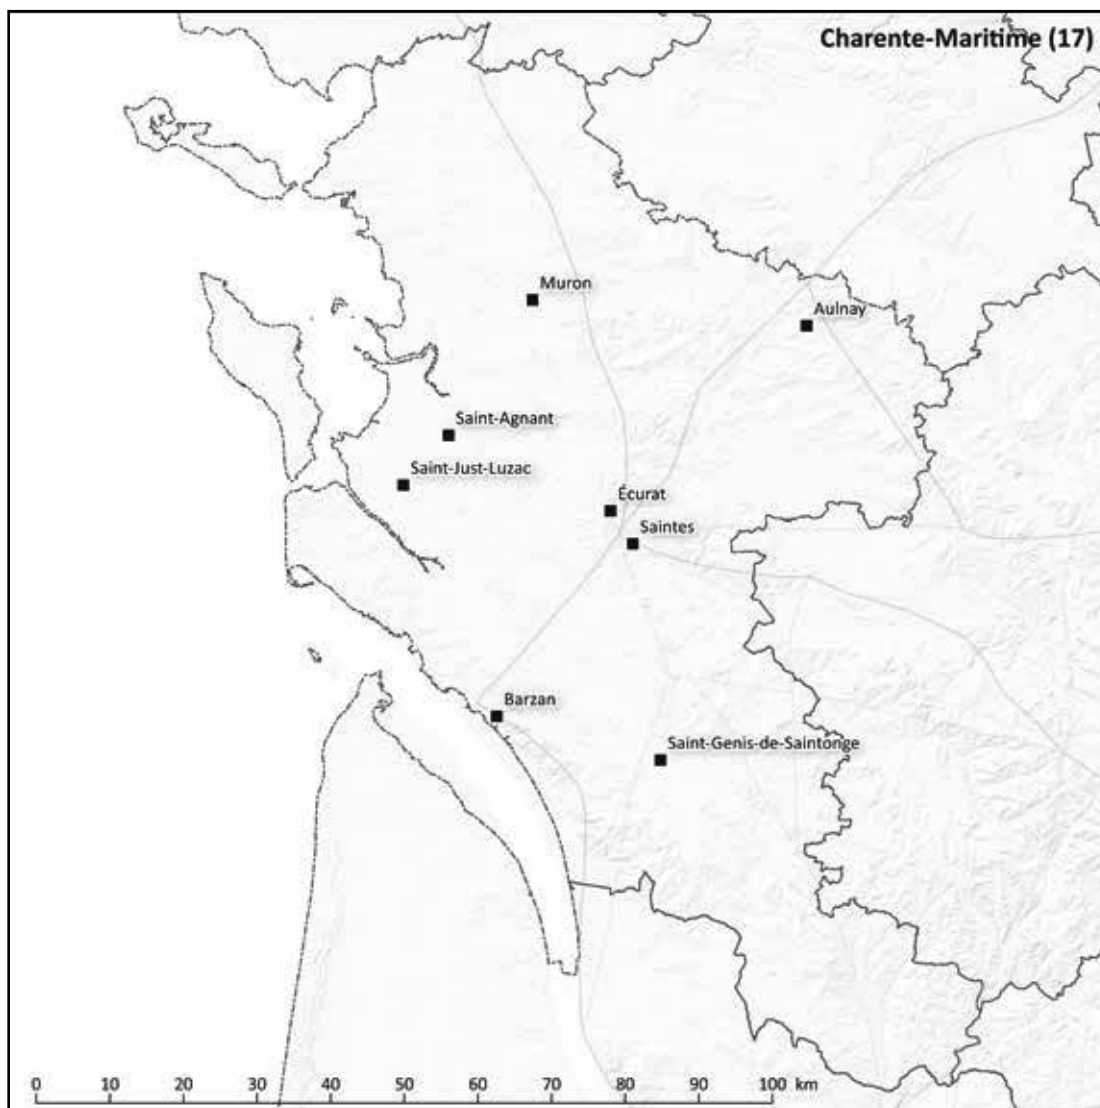 Charente-Maritime (17)
Muron
Aulnay
Saint-Agnant
Saint-Just-Luzac
Écurat
Saintes
Barzan
Saint-Genis-de-Saintonge
0 10 20 30 40 50 60 70 80 90 100 km